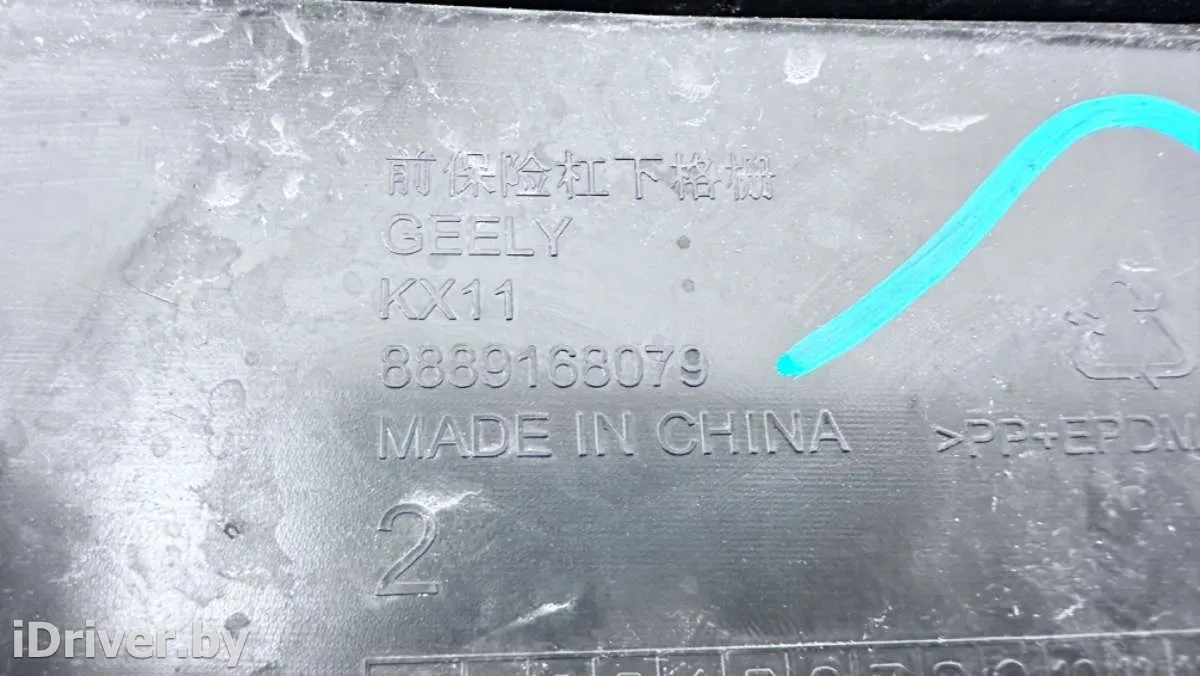 前保险杠下格栅
GEELY
KX11
8889168079
MADE IN CHINA
>PP+EPDM
2
iDriver.by